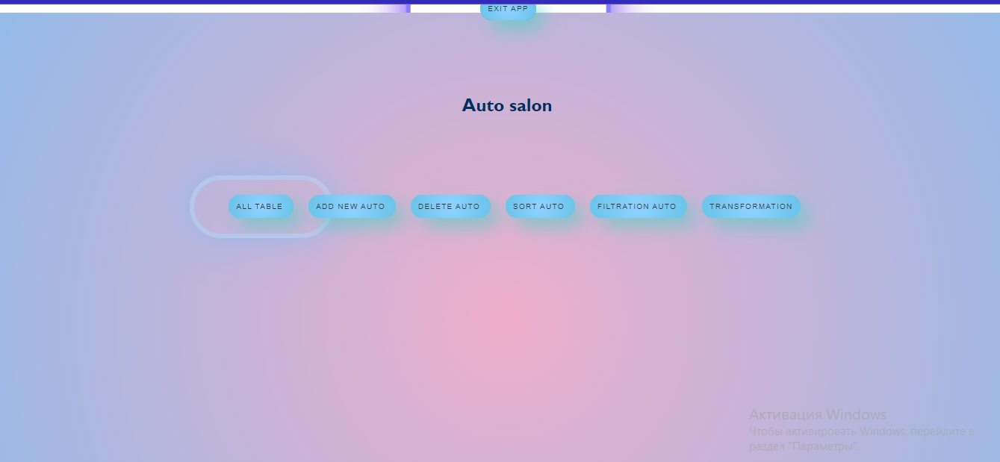 EXIT APP
Auto salon
ALL TABLE
ADD NEW AUTO
DELETE AUTO
SORT AUTO
FILTRATION AUTO
TRANSFORMATION
Активация Windows
Чтобы активировать Windows, перейдите в
раздел "Параметры".